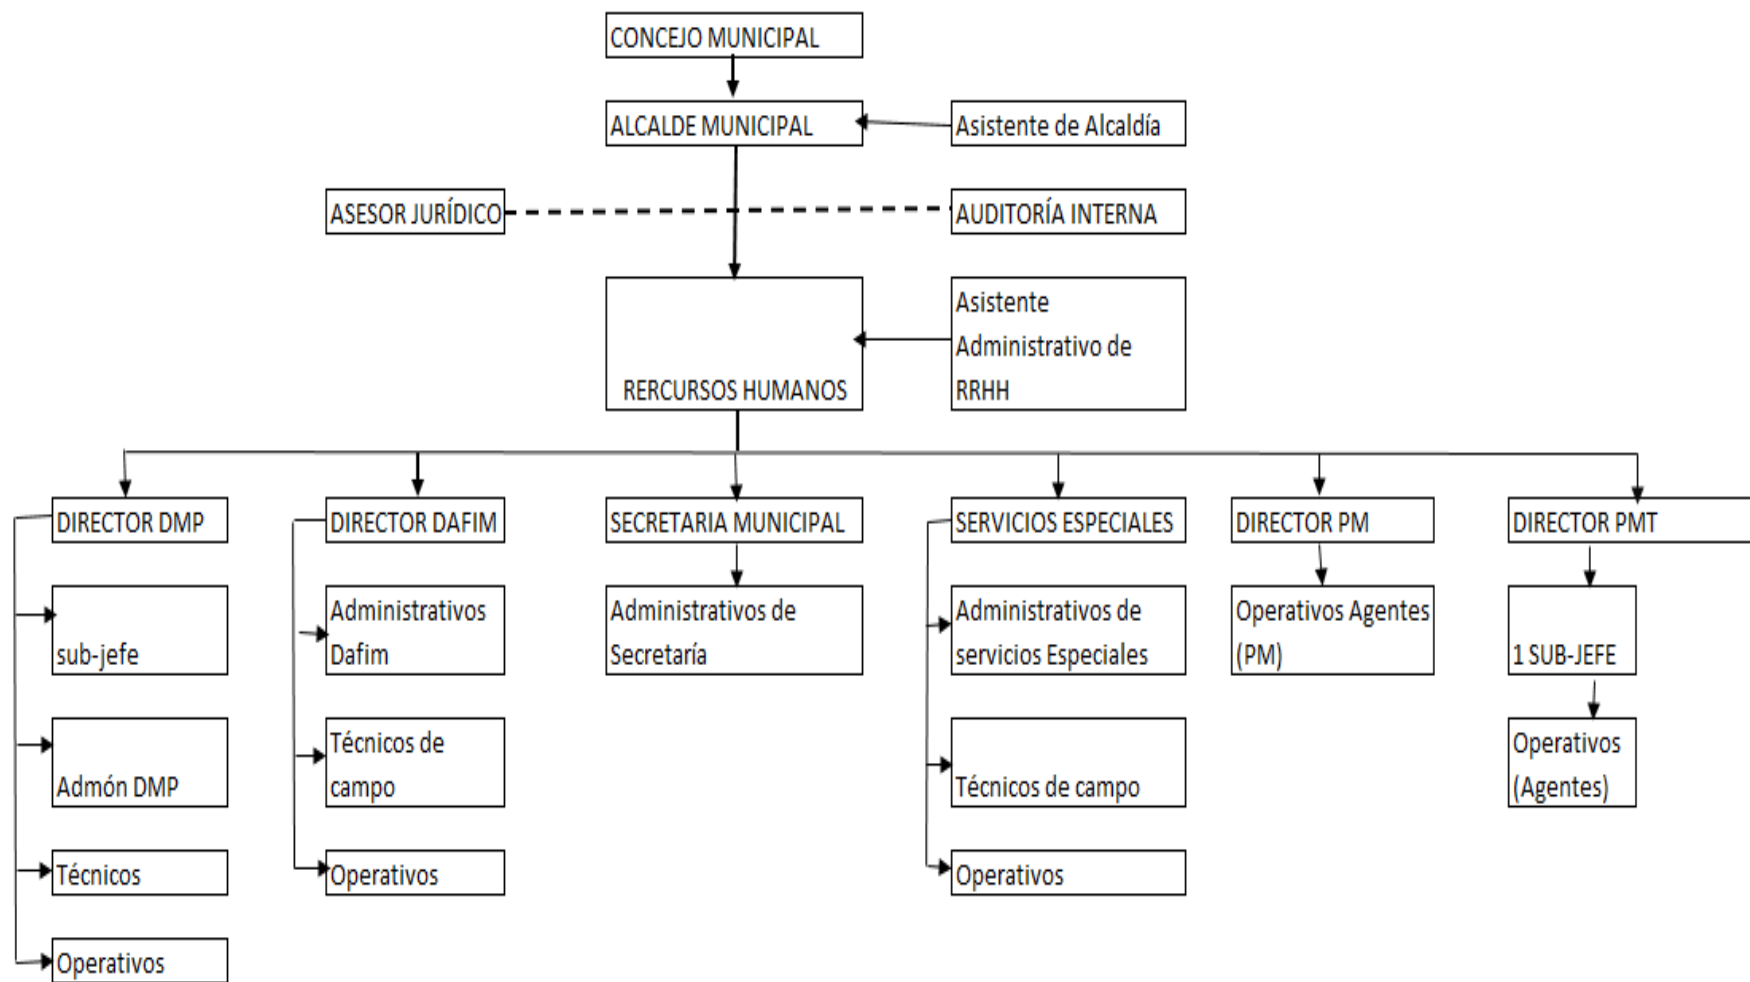 CONCEJO MUNICIPAL
ALCALDE MUNICIPAL
Asistente de Alcaldía
ASESOR JURÍDICO
AUDITORÍA INTERNA
RERCURSOS HUMANOS
Asistente
Administrativo de
RRHH
DIRECTOR DMP
DIRECTOR DAFIM
SECRETARIA MUNICIPAL
SERVICIOS ESPECIALES
DIRECTOR PM
DIRECTOR PMT
sub-jefe
Administrativos
Dafim
Administrativos de
Secretaría
Administrativos de
servicios Especiales
Operativos Agentes
(PM)
1 SUB-JEFE
Admón DMP
Técnicos de
campo
Técnicos de campo
Operativos
(Agentes)
Técnicos
Operativos
Operativos
Operativos